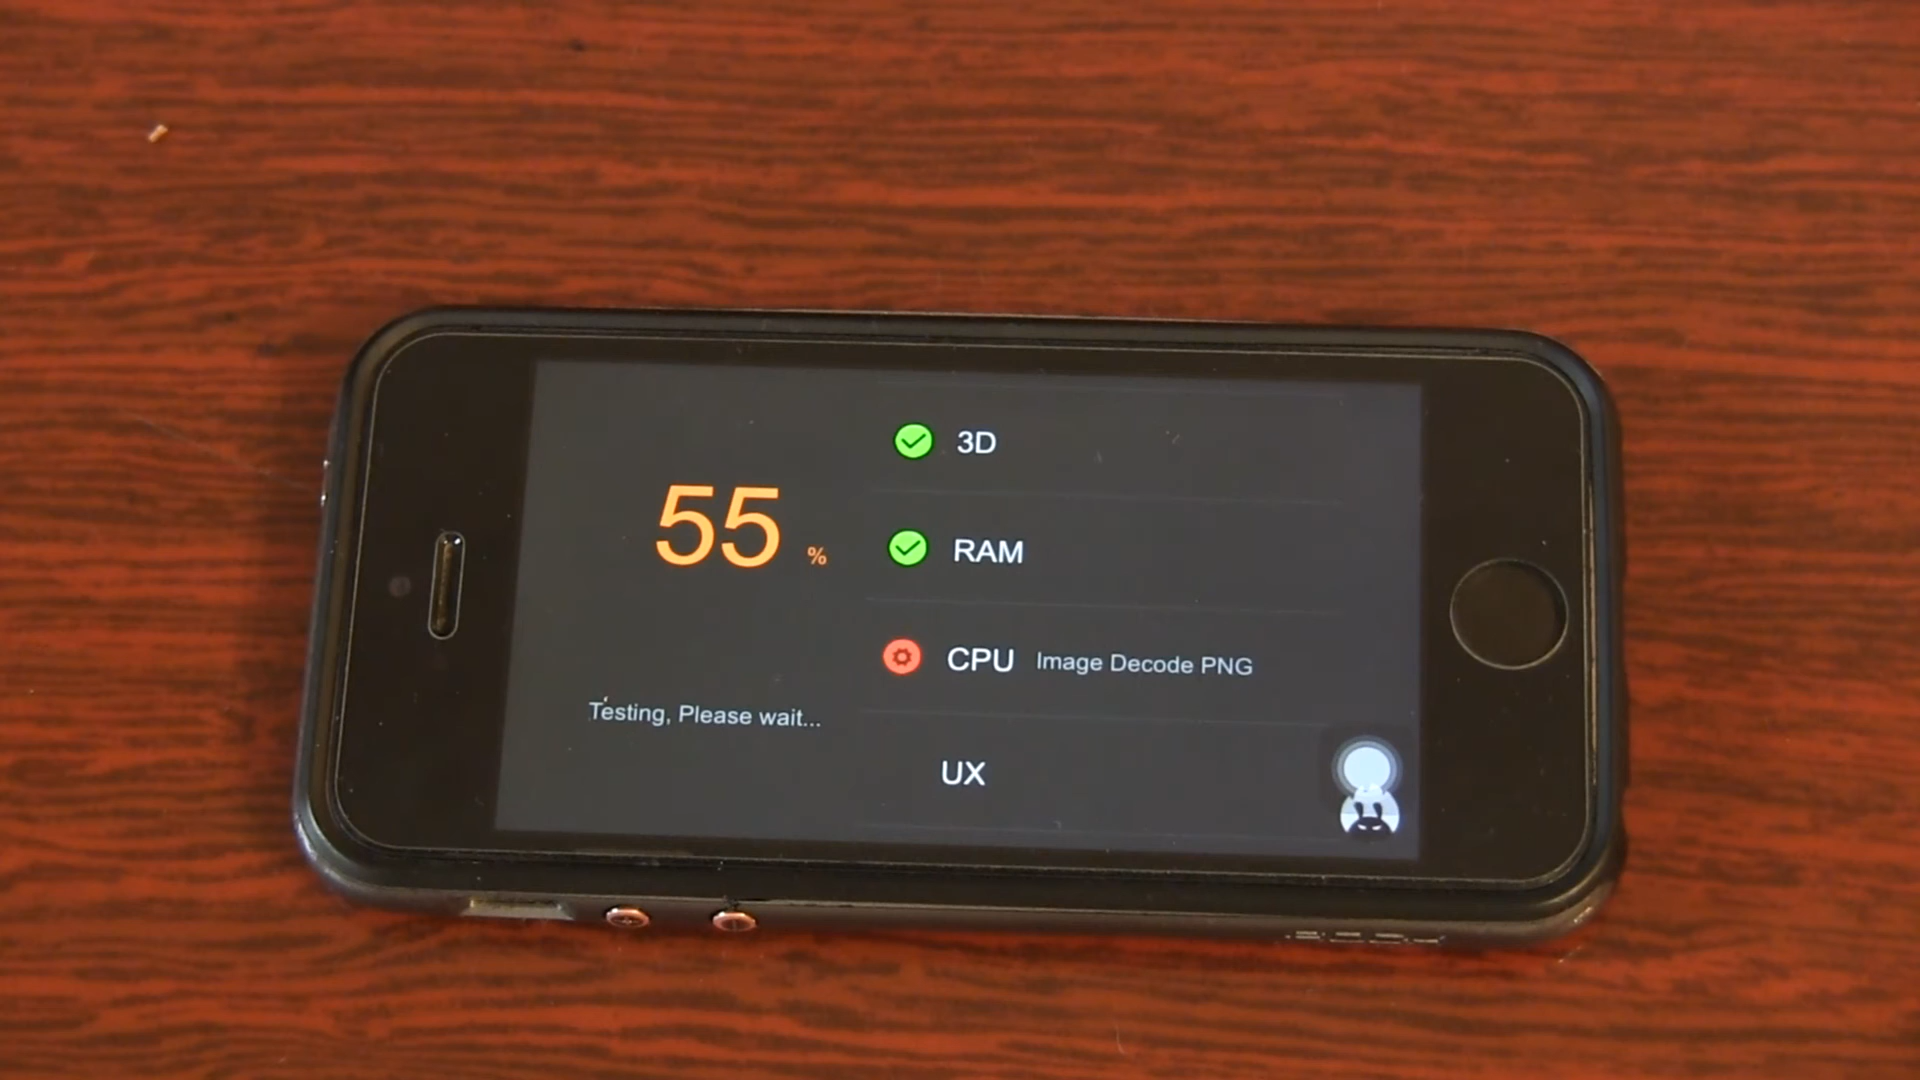 55 %
Testing, Please wait...
3D
RAM
CPU Image Decode PNG
UX